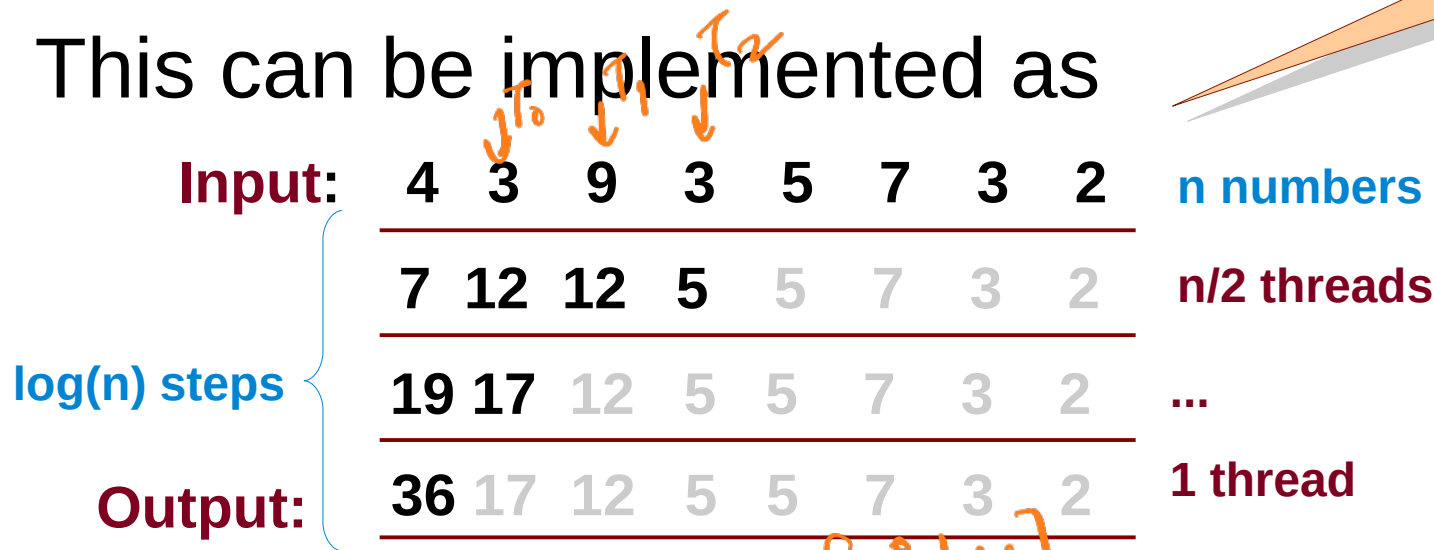 This can be implemented as
T0 T1 T2
Input: 4 3 9 3 5 7 3 2 n numbers
7 12 12 5 5 7 3 2 n/2 threads
log(n) steps 19 17 12 5 5 7 3 2 ...
Output: 36 17 12 5 5 7 3 2 1 thread